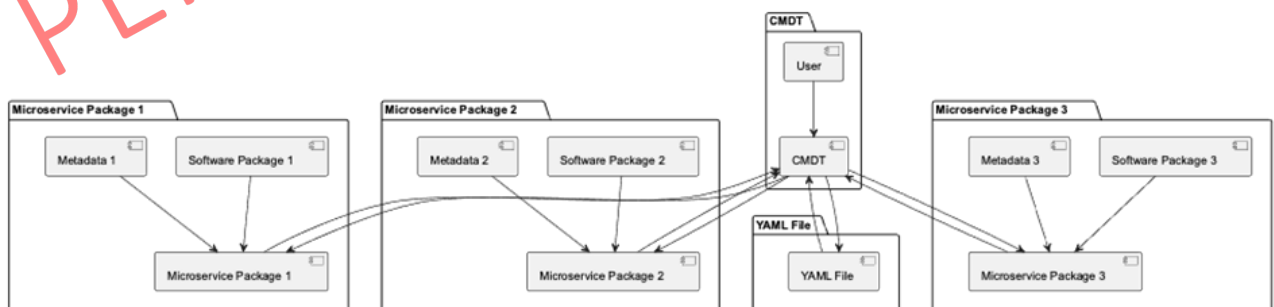 CMDT
User
Microservice Package 1
Microservice Package 2
Microservice Package 3
Metadata 1
Software Package 1
Metadata 2
Software Package 2
CMDT
Metadata 3
Software Package 3
YAML File
Microservice Package 1
Microservice Package 2
YAML File
Microservice Package 3